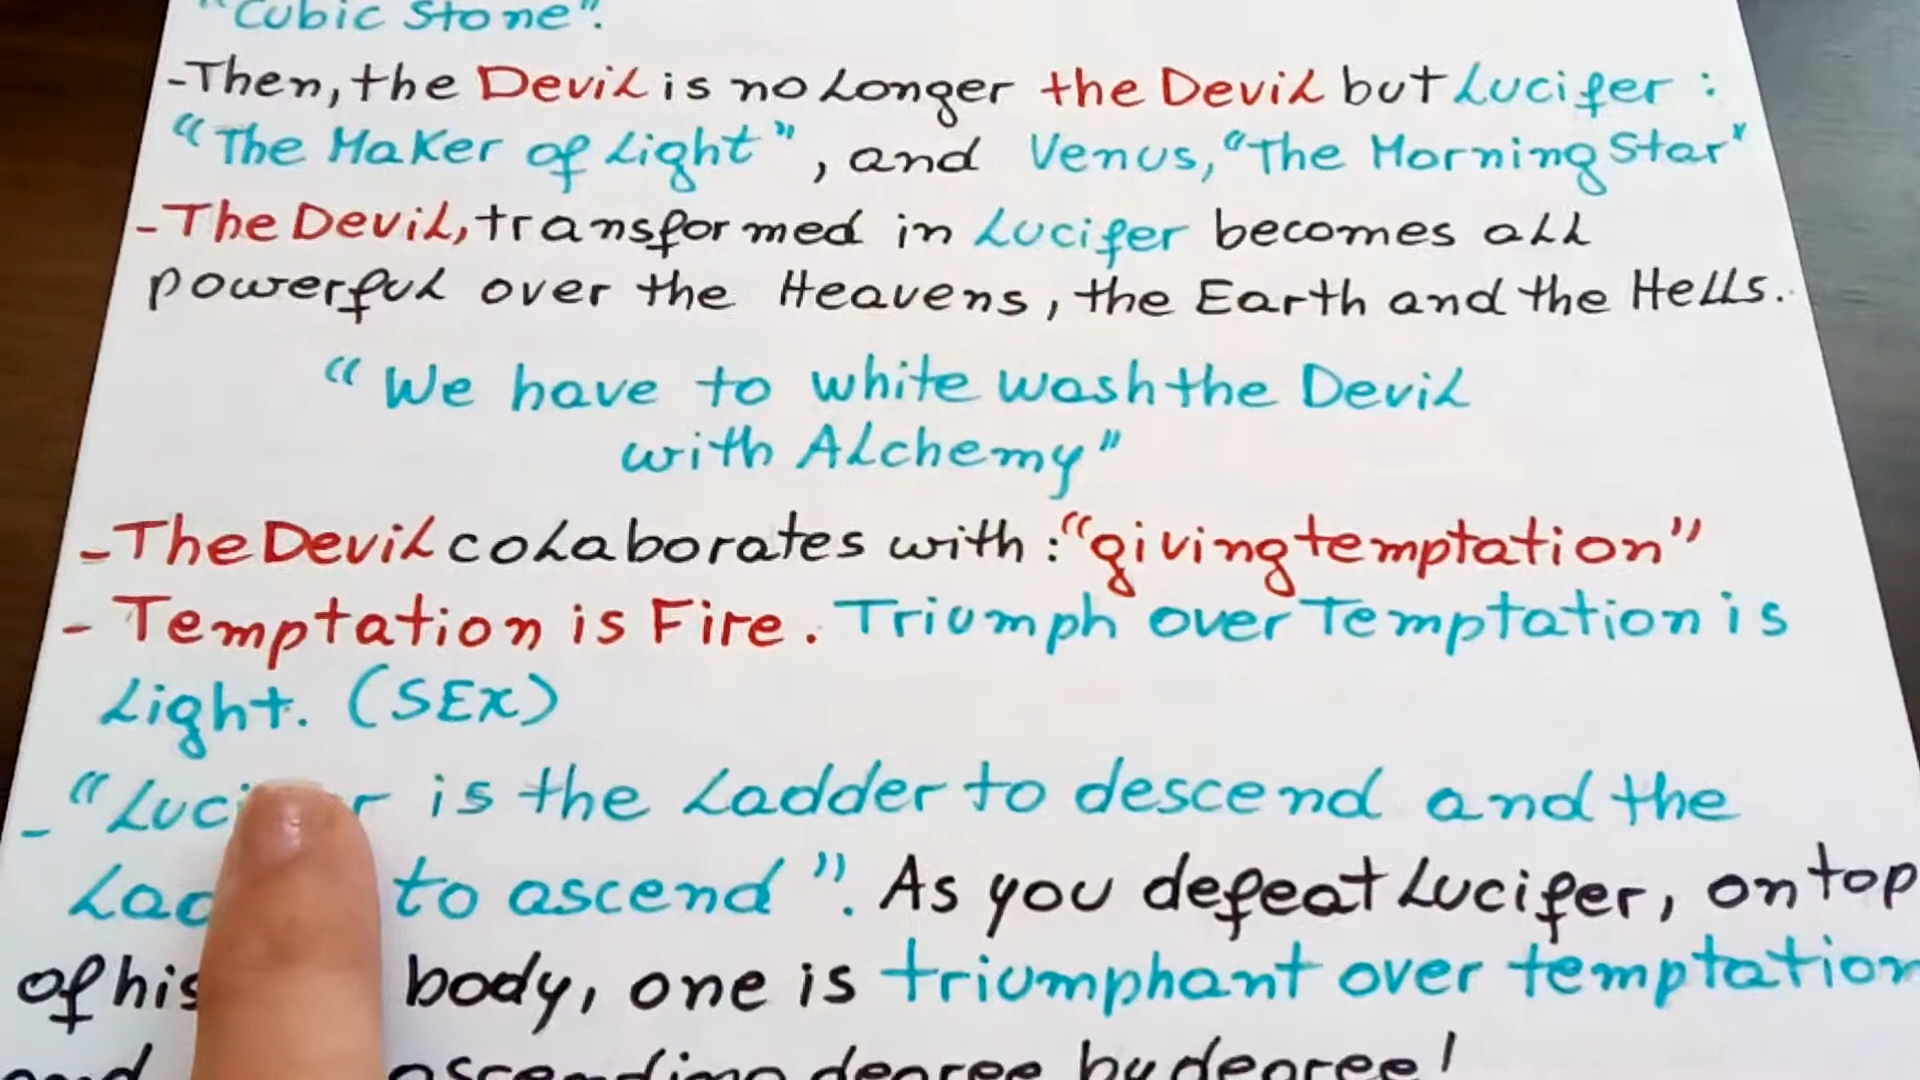 "Cubic Stone".
-Then, the Devil is no Longer the Devil but Lucifer :
"The Maker of Light", and Venus, "The Morning Star"
-The Devil, transformed in Lucifer becomes all
powerful over the Heavens, the Earth and the Hells.
"We have to white wash the Devil
with Alchemy"
-The Devil colaborates with : "giving temptation"
- Temptation is Fire. Triumph over Temptation is
Light. (SEX)
-" is the Ladder to descend and the
to ascend". As you defeat Lucifer, on top
of his body, one is triumphant over temptation
ascending degree by degree!